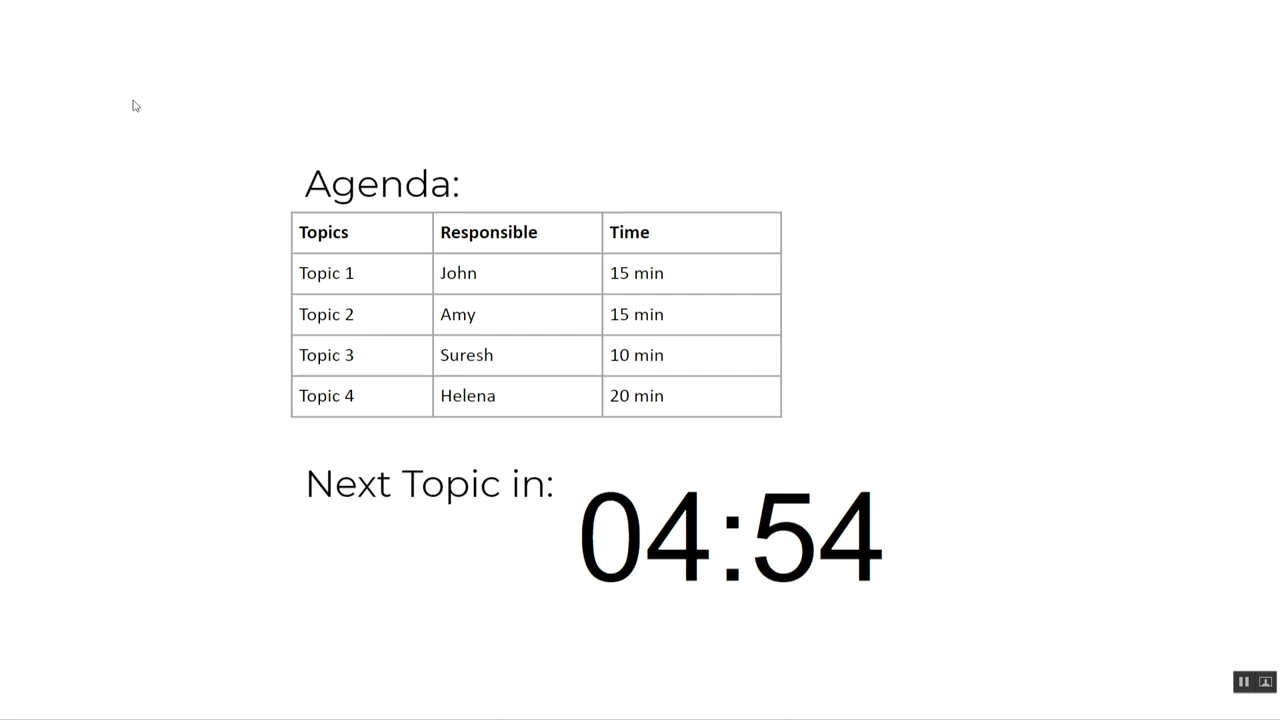 Agenda:
Topics Responsible Time
Topic 1 John 15 min
Topic 2 Amy 15 min
Topic 3 Suresh 10 min
Topic 4 Helena 20 min
Next Topic in:
04:54